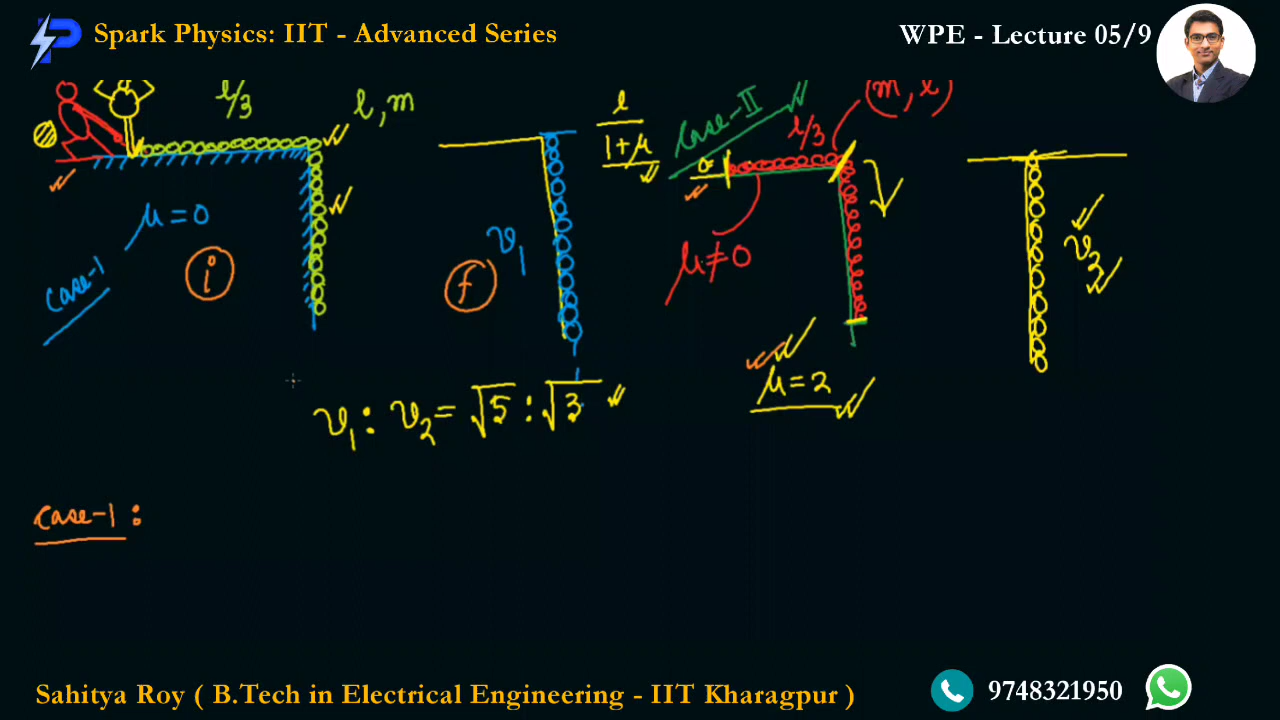 Spark Physics: IIT - Advanced Series
WPE - Lecture 05/9
l/3
l, m
l
1+μ
Case-II
l/3
(m, l)
μ = 0
Case-1
i
f
v₁
μ ≠ 0
v₂
μ = 2
v₁ : v₂ = √5 : √3
Case-1 :
Sahitya Roy ( B.Tech in Electrical Engineering - IIT Kharagpur )
9748321950